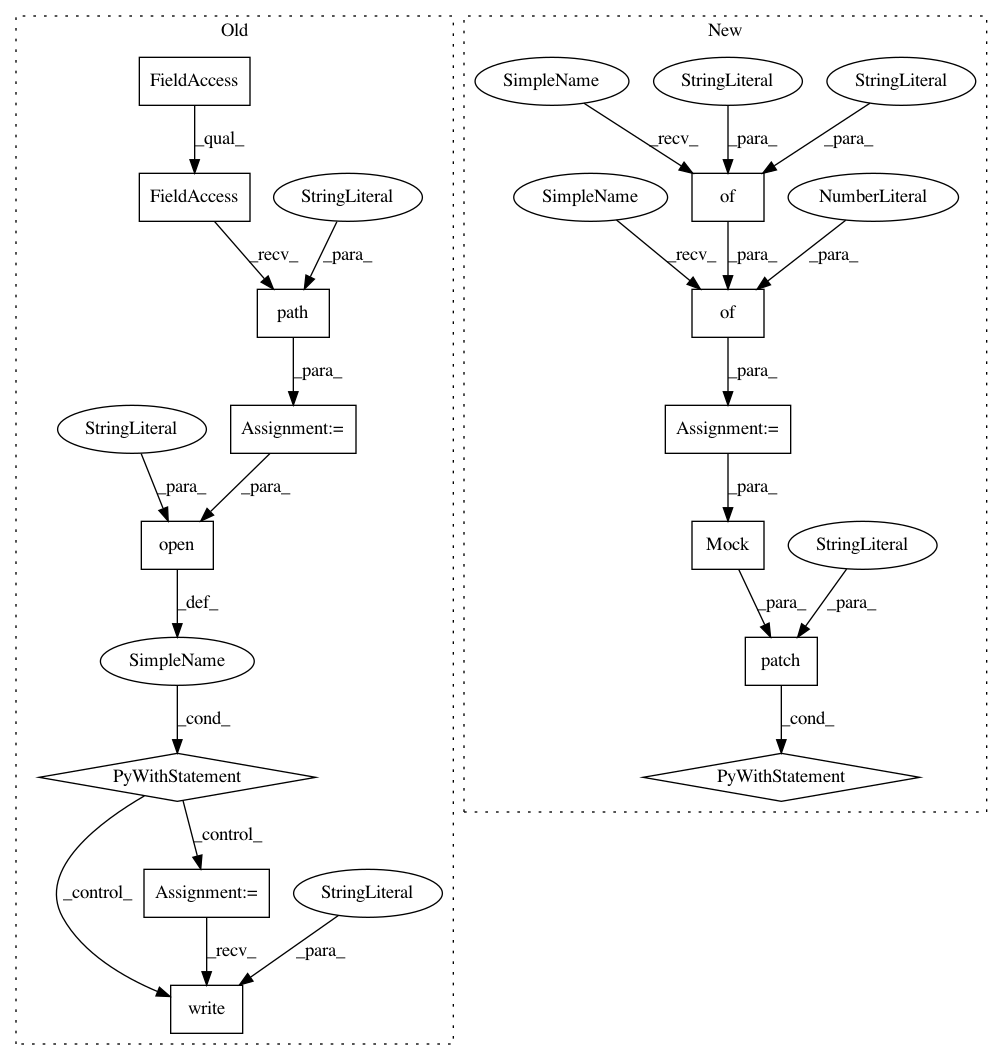 Old
New
FieldAccess
SimpleName
StringLiteral
StringLiteral
_qual_
_recv_
_para_
_para_
FieldAccess
StringLiteral
SimpleName
of
NumberLiteral
_recv_
_para_
_recv_
_para_
_para_
path
of
_para_
_para_
StringLiteral
Assignment:=
Assignment:=
_para_
_para_
_para_
open
Mock
StringLiteral
_def_
_para_
_para_
SimpleName
patch
_cond_
_cond_
PyWithStatement
PyWithStatement
_control_
_control_
Assignment:=
StringLiteral
_recv_
_para_
write